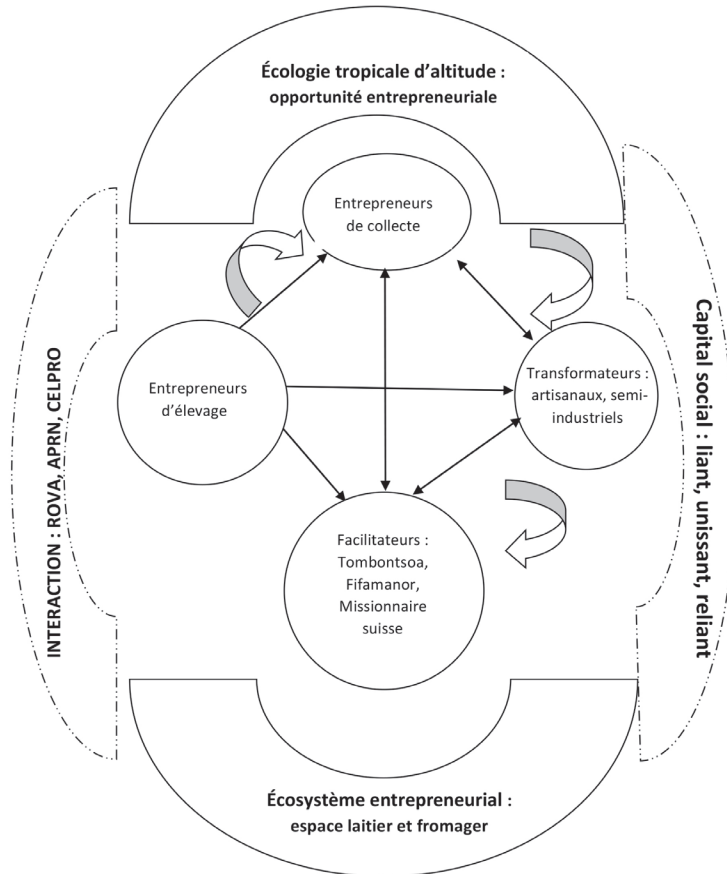 Écologie tropicale d’altitude :
opportunité entrepreneuriale
Entrepreneurs
de collecte
Entrepreneurs
d’élevage
Transformateurs :
artisanaux, semi-
industriels
Facilitateurs :
Tombontsoa,
Fifamanor,
Missionnaire
suisse
INTERACTION : ROVA, APRN, CELPRO
Capital social : liant, unissant, reliant
Écosystème entrepreneurial :
espace laitier et fromager